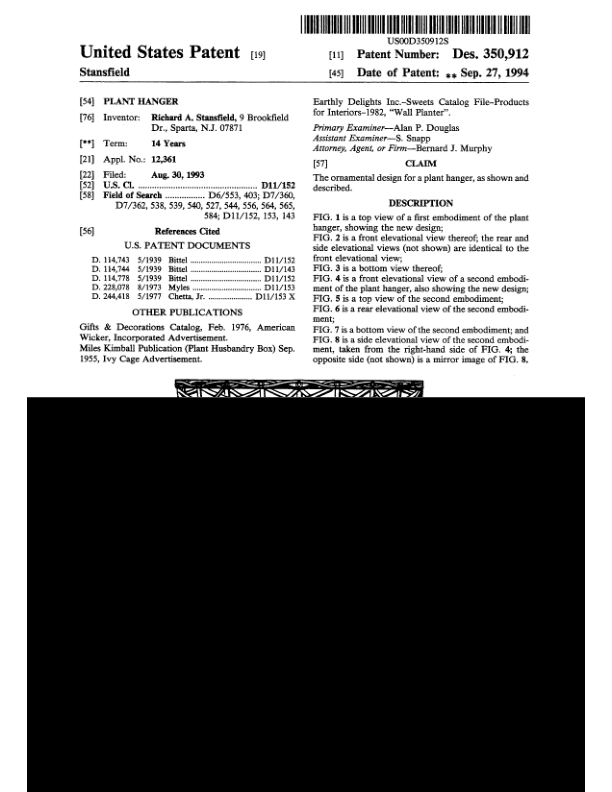 US00D350912S
United States Patent [19]
Stansfield
[11] Patent Number: Des. 350,912
[45] Date of Patent: ** Sep. 27, 1994
[54] PLANT HANGER
[76] Inventor: Richard A. Stansfield, 9 Brookfield
Dr., Sparta, N.J. 07871
[**] Term: 14 Years
[21] Appl. No.: 12,361
[22] Filed: Aug. 30, 1993
[52] U.S. Cl. ........................................ D11/152
[58] Field of Search ................ D6/553, 403; D7/360,
D7/362, 538, 539, 540, 527, 544, 556, 564, 565,
584; D11/152, 153, 143
[56] References Cited
U.S. PATENT DOCUMENTS
D. 114,743 5/1939 Bittel ................................ D11/152
D. 114,744 5/1939 Bittel ................................ D11/143
D. 114,778 5/1939 Bittel ................................ D11/152
D. 228,078 8/1973 Myles ............................... D11/153
D. 244,418 5/1977 Chetta, Jr. .................... D11/153 X
OTHER PUBLICATIONS
Gifts & Decorations Catalog, Feb. 1976, American
Wicker, Incorporated Advertisement.
Miles Kimball Publication (Plant Husbandry Box) Sep.
1955, Ivy Cage Advertisement.
Earthly Delights Inc.–Sweets Catalog File–Products
for Interiors-1982, “Wall Planter”.
Primary Examiner—Alan P. Douglas
Assistant Examiner—S. Snapp
Attorney, Agent, or Firm—Bernard J. Murphy
[57] CLAIM
The ornamental design for a plant hanger, as shown and
described.
DESCRIPTION
FIG. 1 is a top view of a first embodiment of the plant
hanger, showing the new design;
FIG. 2 is a front elevational view thereof; the rear and
side elevational views (not shown) are identical to the
front elevational view;
FIG. 3 is a bottom view thereof;
FIG. 4 is a front elevational view of a second embodi-
ment of the plant hanger, also showing the new design;
FIG. 5 is a top view of the second embodiment;
FIG. 6 is a rear elevational view of the second embodi-
ment;
FIG. 7 is a bottom view of the second embodiment; and
FIG. 8 is a side elevational view of the second embodi-
ment, taken from the right-hand side of FIG. 4; the
opposite side (not shown) is a mirror image of FIG. 8.